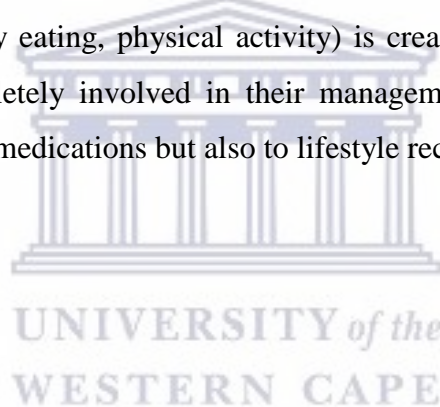 y eating, physical activity) is crea
letely involved in their managem
medications but also to lifestyle rec
UNIVERSITY of the
WESTERN CAPE